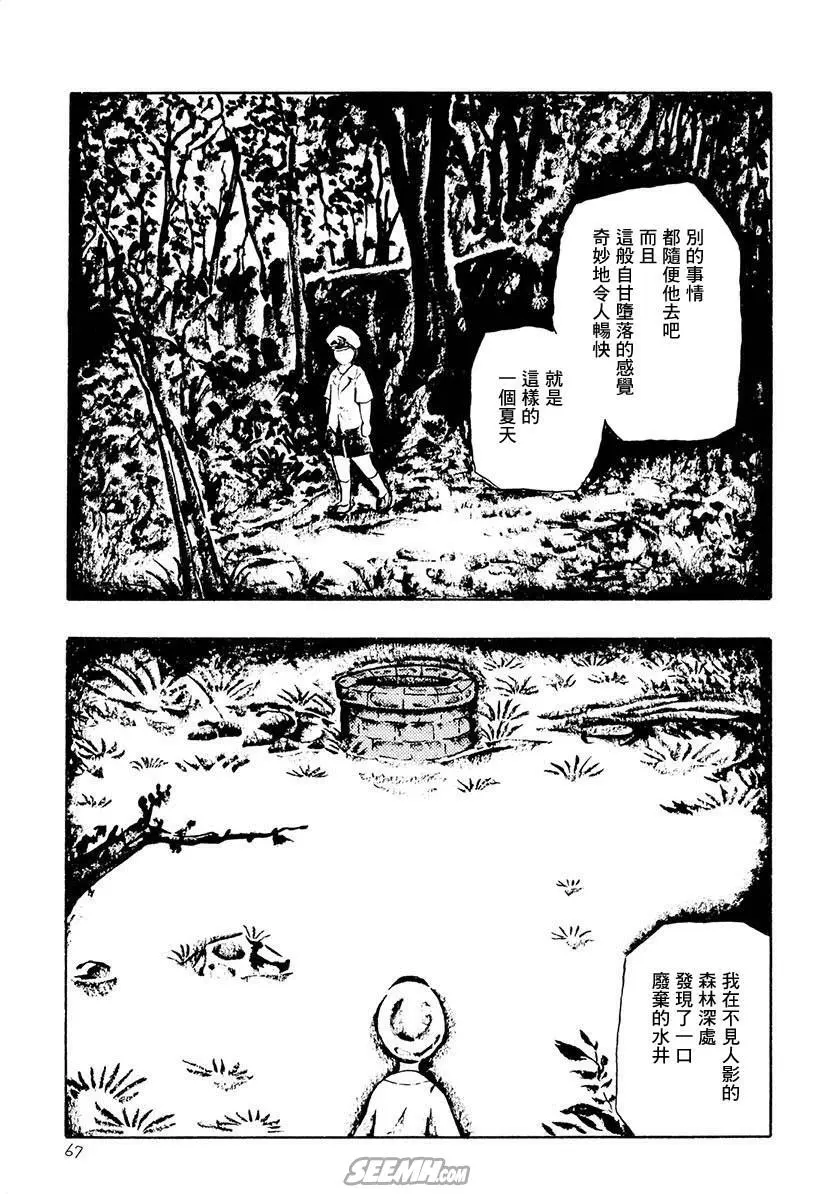 別的事情
都隨便他去吧
而且
這般自甘墮落的感覺
奇妙地令人暢快
就是
這樣的
一個夏天
我在不見人影的
森林深處
發現了一口
廢棄的水井
67
SEEMH.COM